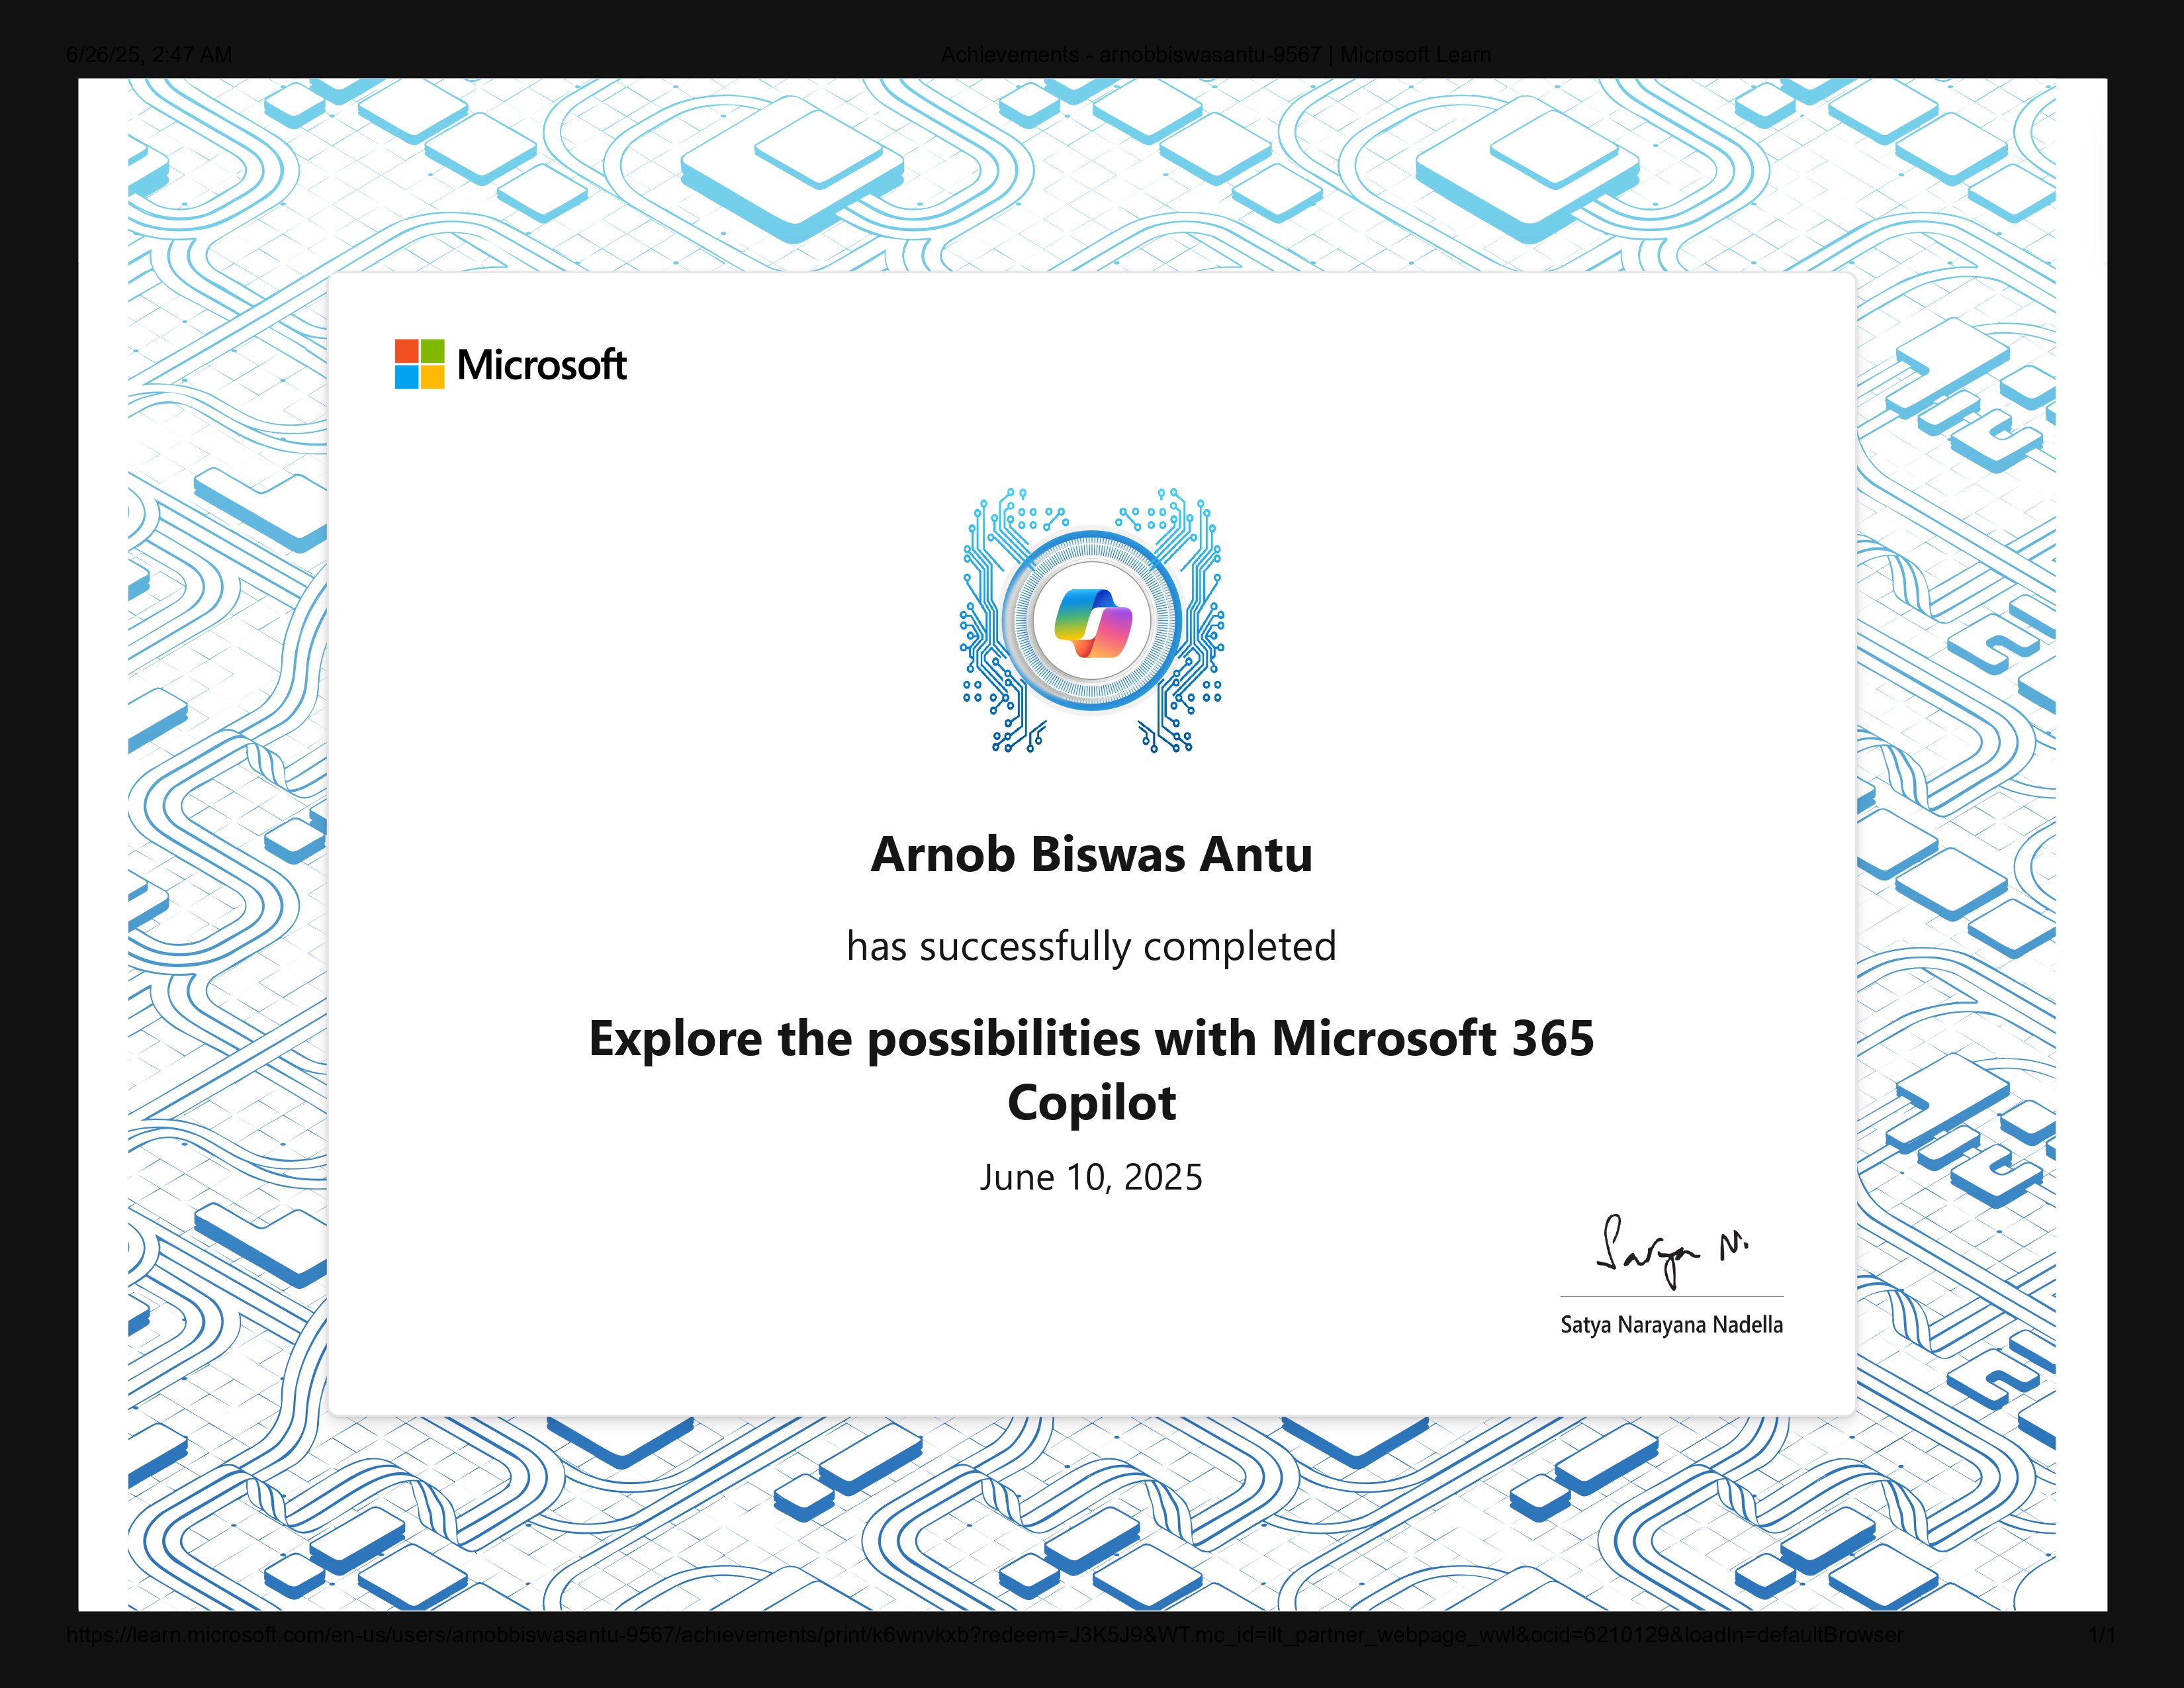 6/26/25, 2:47 AM
Achievements - arnobbiswasantu-9567 | Microsoft Learn
Microsoft
Arnob Biswas Antu
has successfully completed
Explore the possibilities with Microsoft 365
Copilot
June 10, 2025
Satya N.
Satya Narayana Nadella
https://learn.microsoft.com/en-us/users/arnobbiswasantu-9567/achievements/print/k6wnvkxb?redeem=J3K5J9&WT.mc_id=ilt_partner_webpage_wwl&ocid=6210129&loadIn=defaultBrowser
1/1